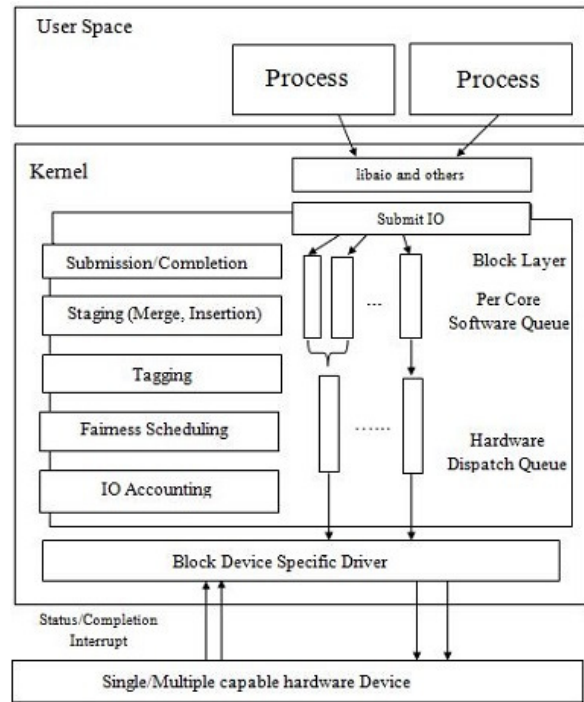 User Space
Process
Process
Kernel
libaio and others
Submit IO
Submission/Completion
Block Layer
Staging (Merge, Insertion)
...
Per Core
Software Queue
Tagging
Fairness Scheduling
......
Hardware
Dispatch Queue
IO Accounting
Block Device Specific Driver
Status/Completion
Interrupt
Single/Multiple capable hardware Device